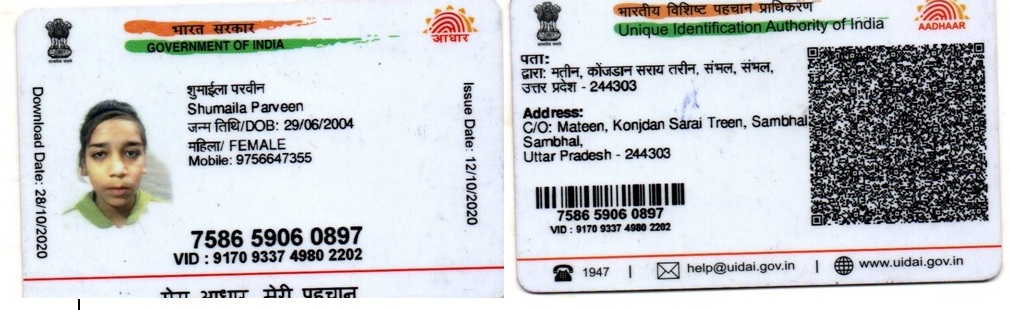 भारत सरकार
GOVERNMENT OF INDIA
आधार
Download Date: 28/10/2020
शुमाईला परवीन
Shumaila Parveen
जन्म तिथि/DOB: 29/06/2004
महिला/ FEMALE
Mobile: 9756647355
Issue Date: 12/10/2020
7586 5906 0897
VID : 9170 9337 4980 2202
मेरा आधार, मेरी पहचान
भारतीय विशिष्ट पहचान प्राधिकरण
Unique Identification Authority of India
AADHAAR
पता:
द्वारा: मतीन, कोंजडान सराय तरीन, संभल, संभल,
उत्तर प्रदेश - 244303
Address:
C/O: Mateen, Konjdan Sarai Treen, Sambhal
Sambhal,
Uttar Pradesh - 244303
7586 5906 0897
VID : 9170 9337 4980 2202
1947 | help@uidai.gov.in | www.uidai.gov.in